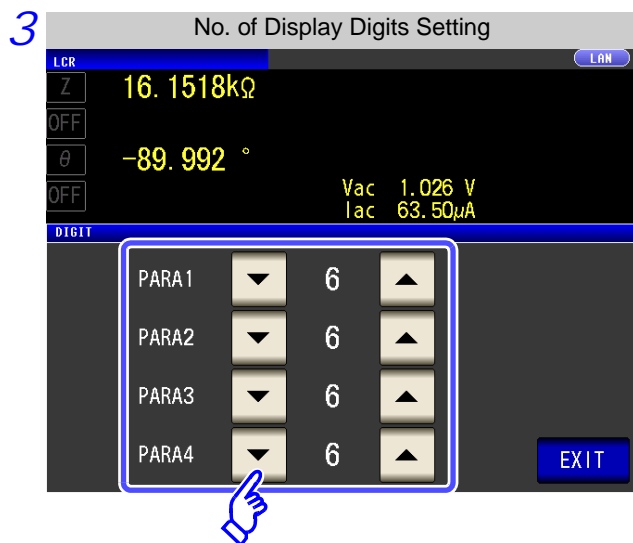 3 No. of Display Digits Setting
LCR LAN
Z 16.1518kΩ
OFF
θ -89.992 °
OFF Vac 1.026 V
Iac 63.50μA
DIGIT
PARA1 ▼ 6 ▲
PARA2 ▼ 6 ▲
PARA3 ▼ 6 ▲
PARA4 ▼ 6 ▲ EXIT